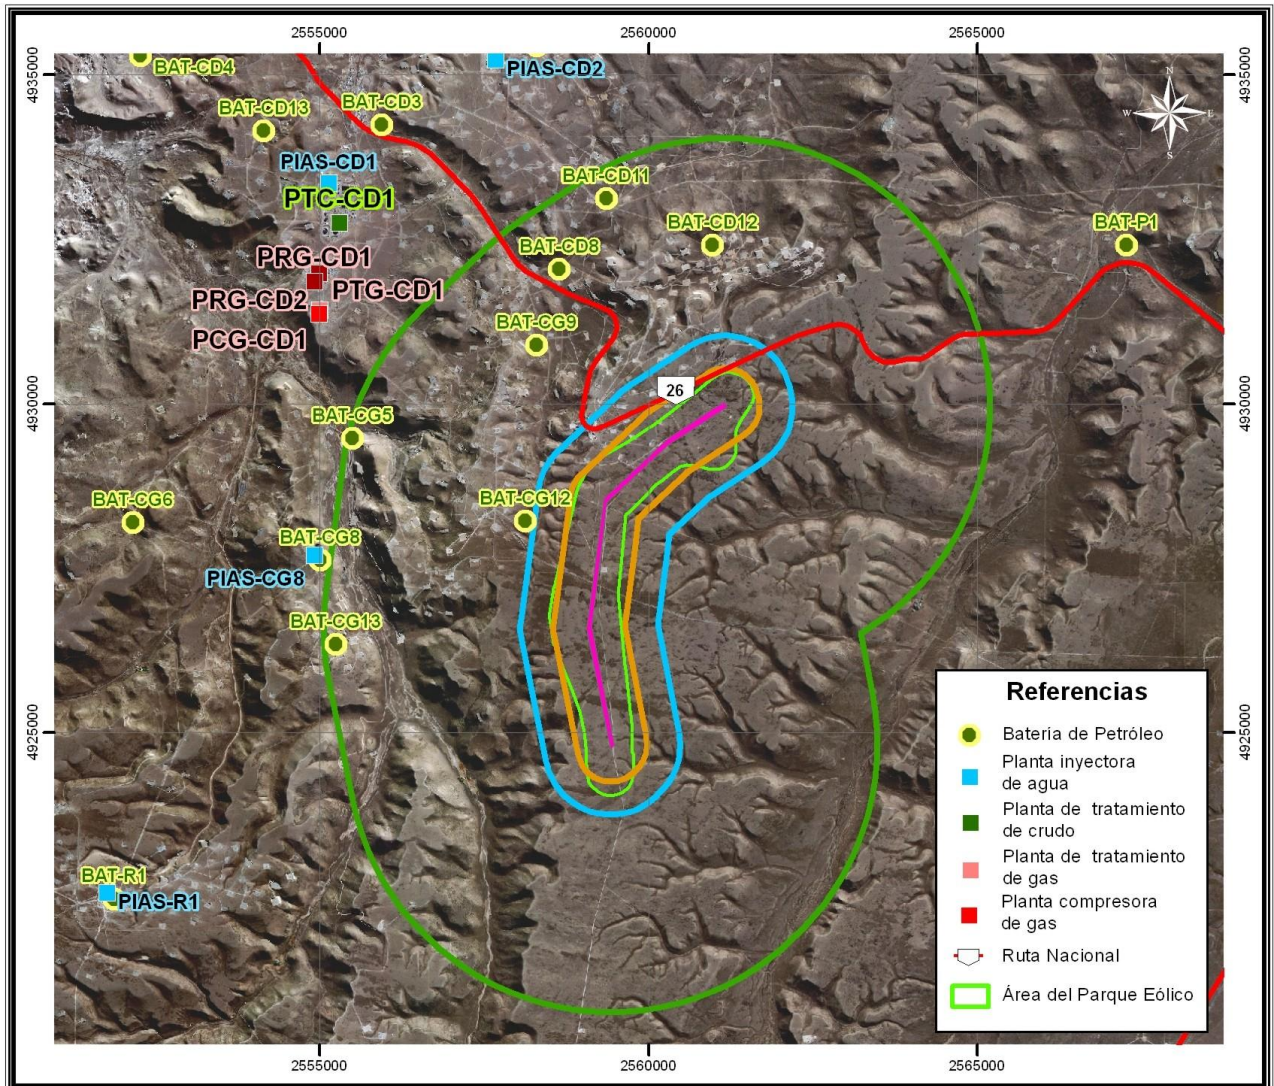 2555000
2560000
2565000
4935000
4935000
BAT-CD4
PIAS-CD2
N
W
E
S
BAT-CD13
BAT-CD3
PIAS-CD1
BAT-CD11
PTC-CD1
BAT-CD12
BAT-P1
BAT-CD8
PRG-CD1
PTG-CD1
PRG-CD2
BAT-CG9
PCG-CD1
26
4930000
4930000
BAT-CG5
BAT-CG6
BAT-CG12
BAT-CG8
PIAS-CG8
BAT-CG13
4925000
4925000
BAT-R1
PIAS-R1
Referencias
Bateria de Petróleo
Planta inyectora
de agua
Planta de tratamiento
de crudo
Planta de tratamiento
de gas
Planta compresora
de gas
Ruta Nacional
Área del Parque Eólico
2555000
2560000
2565000